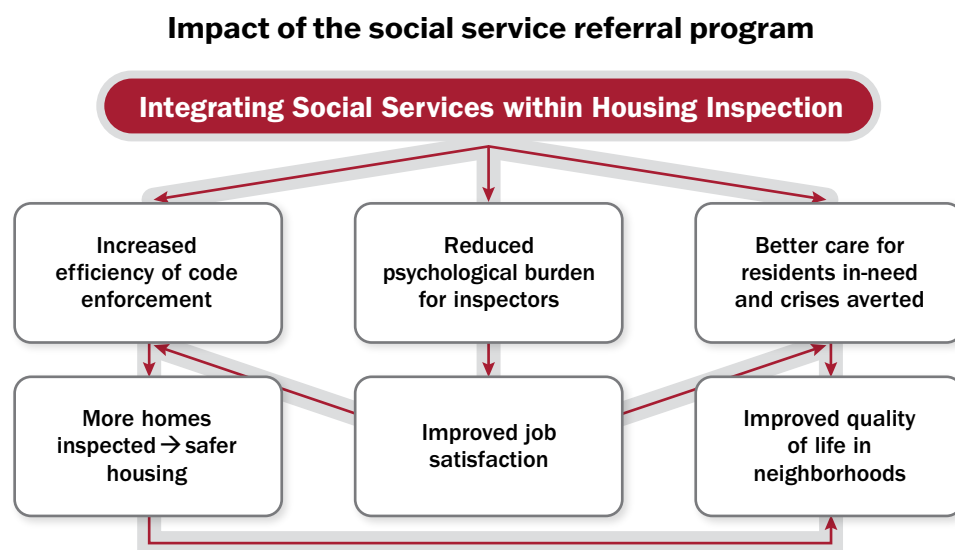 Impact of the social service referral program
Integrating Social Services within Housing Inspection
Increased
efficiency of code
enforcement
Reduced
psychological burden
for inspectors
Better care for
residents in-need
and crises averted
More homes
inspected → safer
housing
Improved job
satisfaction
Improved quality
of life in
neighborhoods